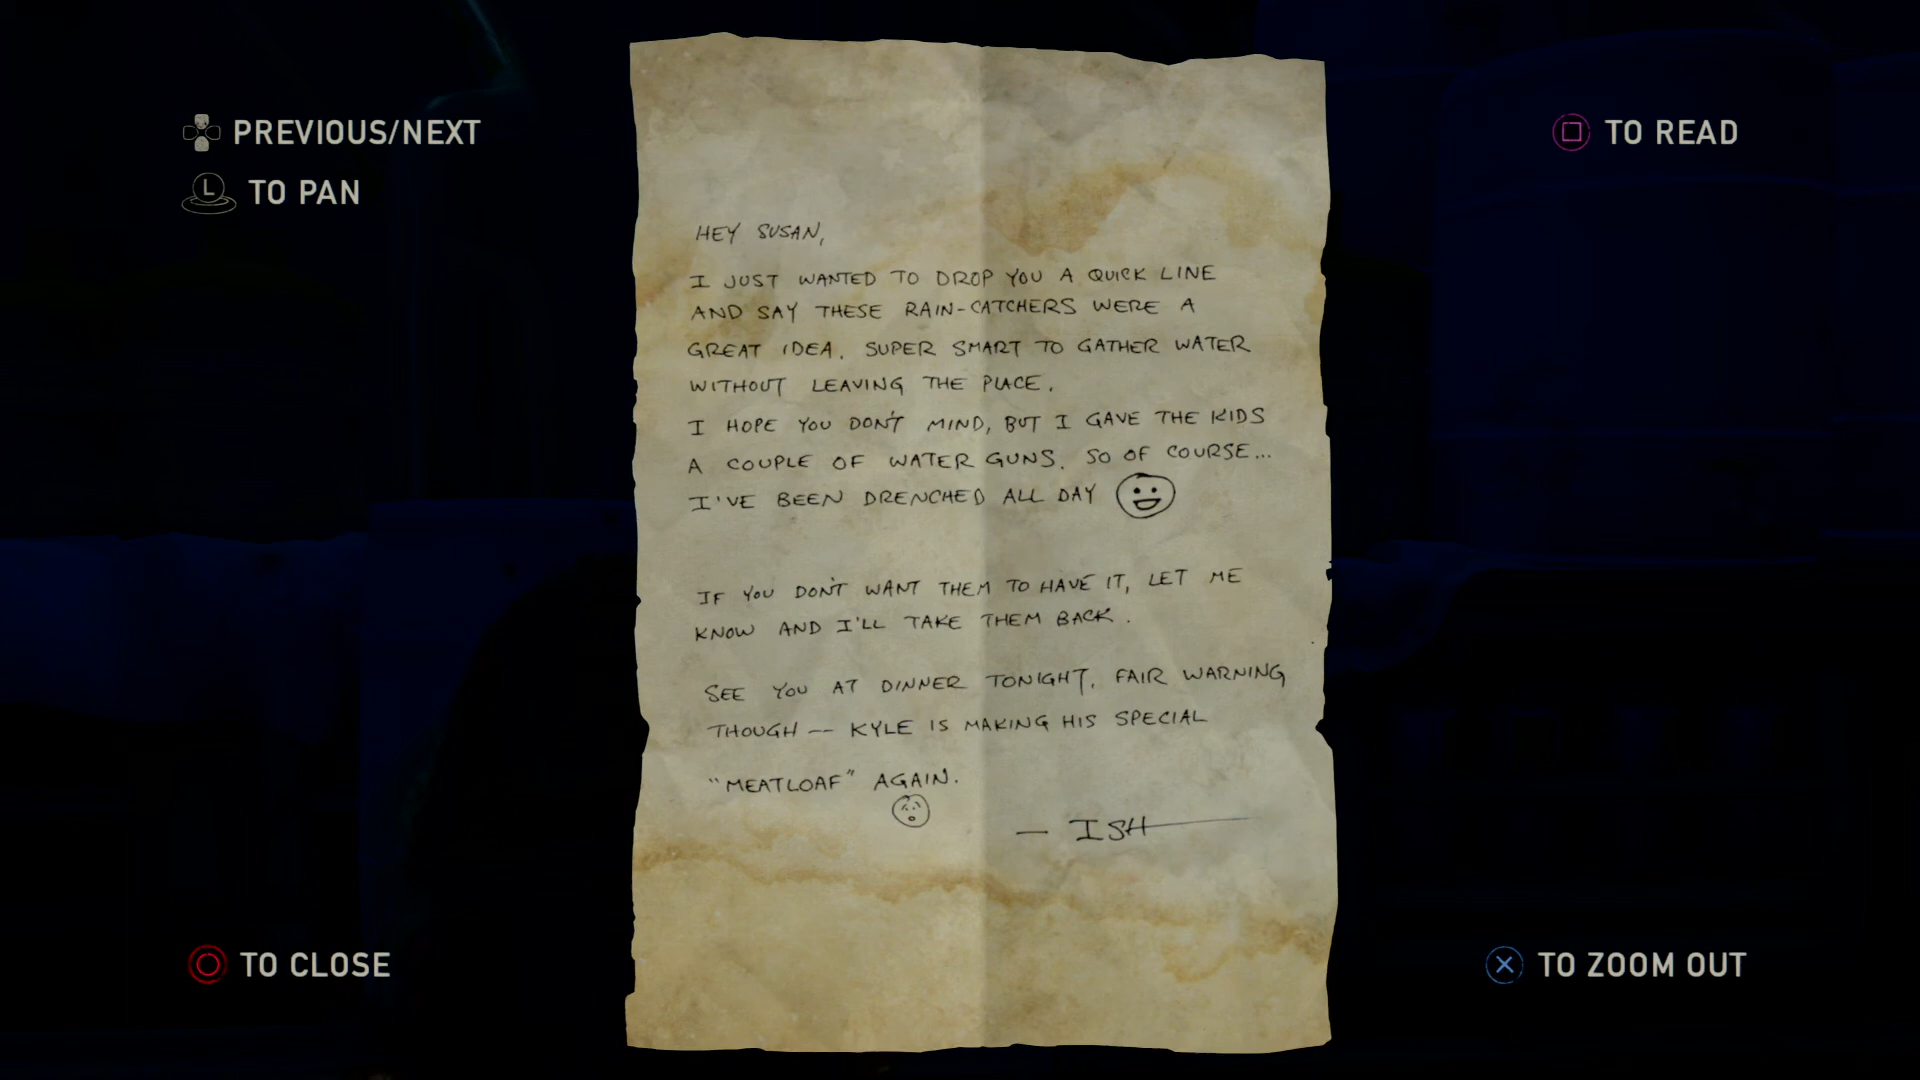 PREVIOUS/NEXT
L TO PAN
TO READ
HEY SUSAN,
I JUST WANTED TO DROP YOU A QUICK LINE
AND SAY THESE RAIN-CATCHERS WERE A
GREAT IDEA. SUPER SMART TO GATHER WATER
WITHOUT LEAVING THE PLACE.
I HOPE YOU DON'T MIND, BUT I GAVE THE KIDS
A COUPLE OF WATER GUNS. SO OF COURSE...
I'VE BEEN DRENCHED ALL DAY
IF YOU DON'T WANT THEM TO HAVE IT, LET ME
KNOW AND I'LL TAKE THEM BACK.
SEE YOU AT DINNER TONIGHT. FAIR WARNING
THOUGH -- KYLE IS MAKING HIS SPECIAL
"MEATLOAF" AGAIN.
— ISH
TO CLOSE
TO ZOOM OUT